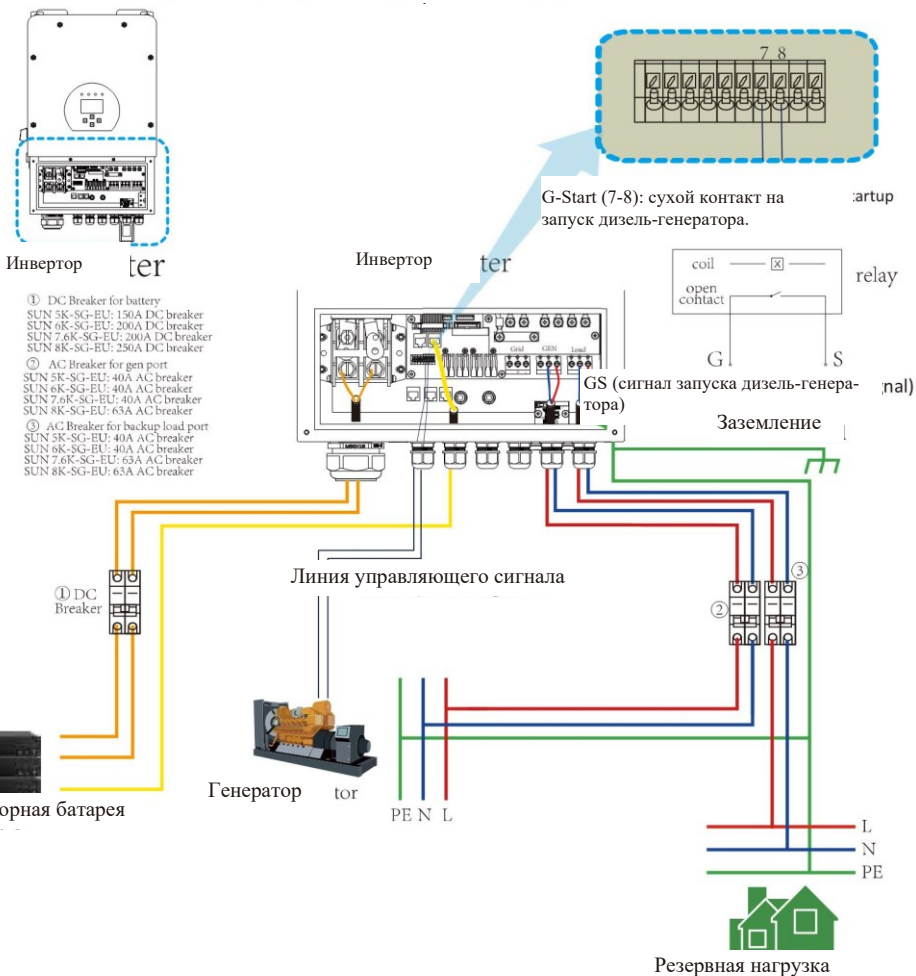 7 8
G-Start (7-8): сухой контакт на
запуск дизель-генератора.
artup
Инвертор
ter
Инвертор
ter
coil
X
open
contact
relay
G
S
① DC Breaker for battery
SUN 5K-SG-EU: 150A DC breaker
SUN 6K-SG-EU: 200A DC breaker
SUN 7.6K-SG-EU: 200A DC breaker
SUN 8K-SG-EU: 250A DC breaker
② AC Breaker for gen port
SUN 5K-SG-EU: 40A AC breaker
SUN 6K-SG-EU: 40A AC breaker
SUN 7.6K-SG-EU: 40A AC breaker
SUN 8K-SG-EU: 63A AC breaker
③ AC Breaker for backup load port
SUN 5K-SG-EU: 40A AC breaker
SUN 6K-SG-EU: 40A AC breaker
SUN 7.6K-SG-EU: 63A AC breaker
SUN 8K-SG-EU: 63A AC breaker
Grid
GEN
Load
GS (сигнал запуска дизель-генера-
тора)
nal)
Заземление
Линия управляющего сигнала
① DC
Breaker
②
③
Генератор
tor
орная батарея
PE N L
L
N
PE
Резервная нагрузка